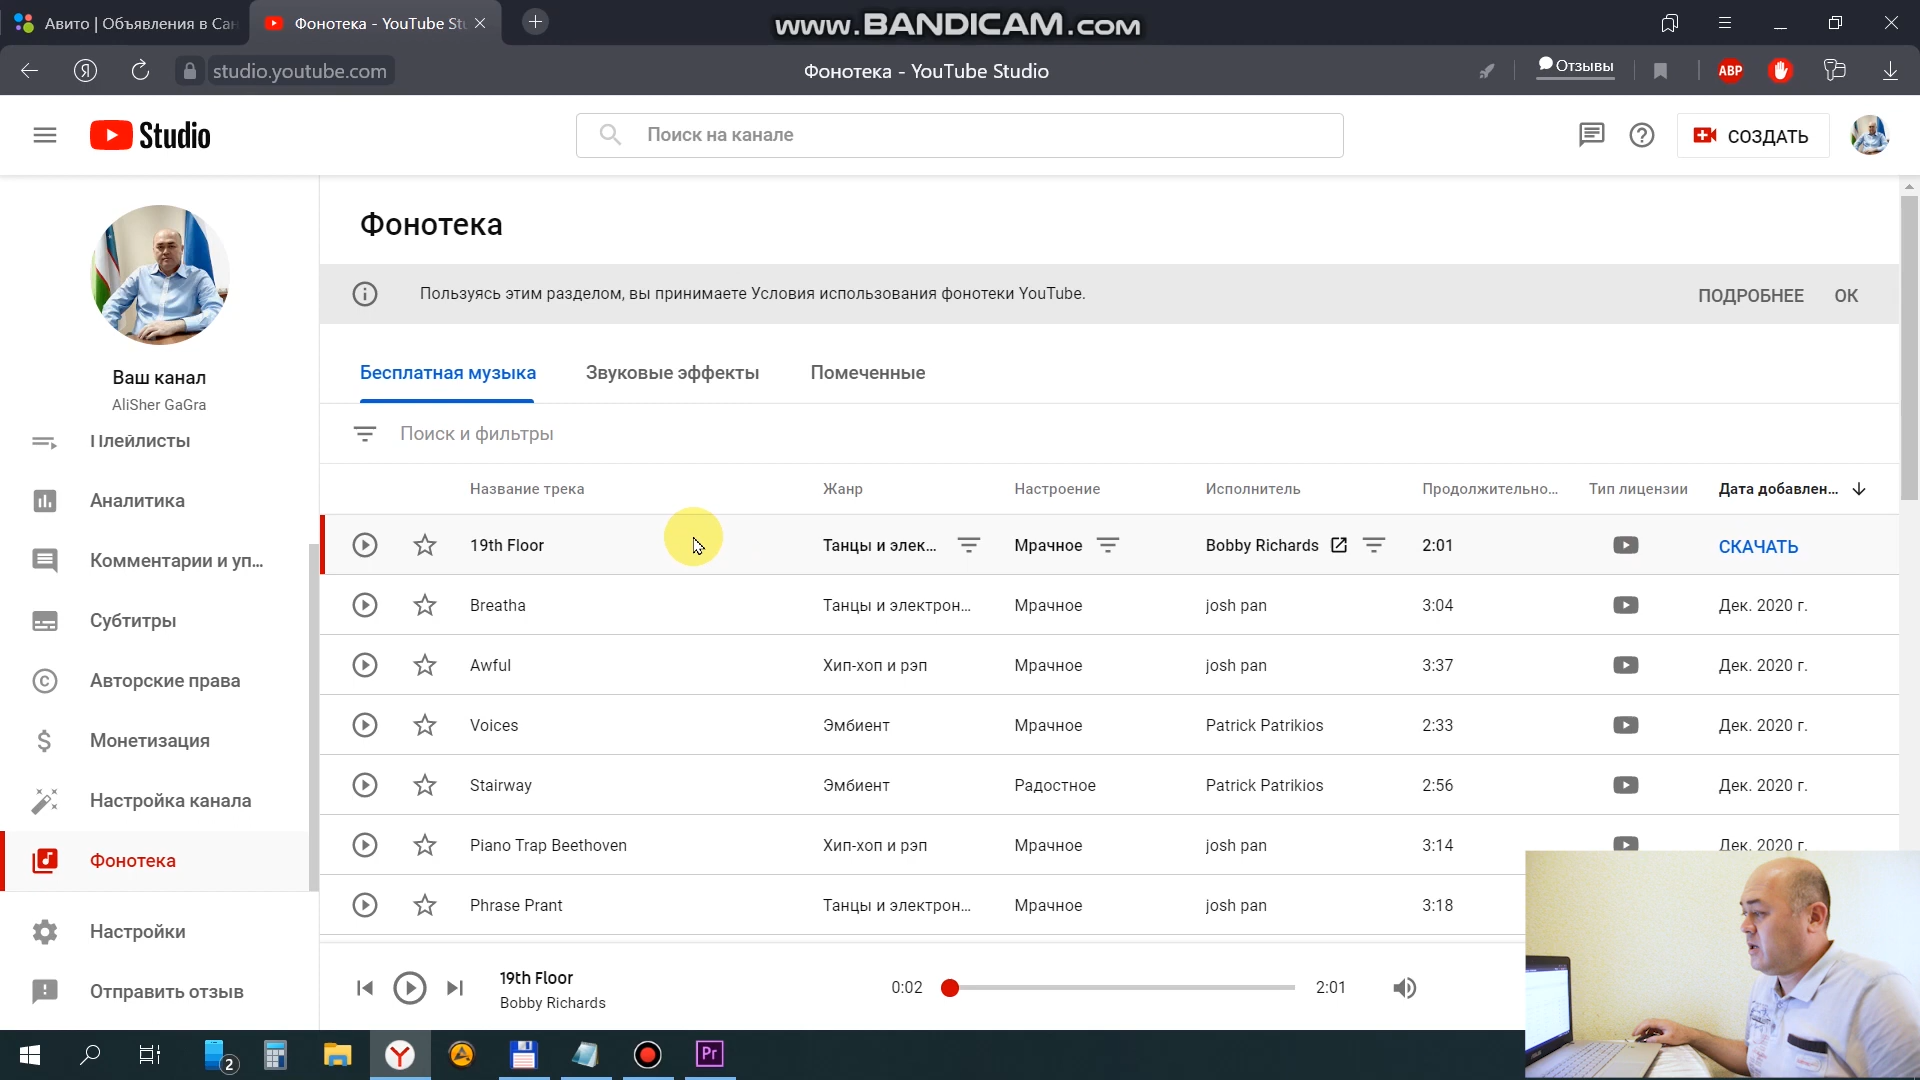 Авито | Объявления в Сан
Фонотека - YouTube Stu
www.BANDICAM.com
Я
studio.youtube.com
Фонотека - YouTube Studio
Отзывы
ABP
Studio
Поиск на канале
СОЗДАТЬ
Фонотека
Пользуясь этим разделом, вы принимаете Условия использования фонотеки YouTube.
ПОДРОБНЕЕ
ОК
Ваш канал
AliSher GaGra
Бесплатная музыка
Звуковые эффекты
Помеченные
Плейлисты
Аналитика
Комментарии и уп...
Субтитры
Авторские права
Монетизация
Настройка канала
Фонотека
Настройки
Отправить отзыв
Поиск и фильтры
Название трека Жанр Настроение Исполнитель Продолжительно... Тип лицензии Дата добавлен...
19th Floor Танцы и элек... Мрачное Bobby Richards 2:01 СКАЧАТЬ
Breatha Танцы и электрон... Мрачное josh pan 3:04 Дек. 2020 г.
Awful Хип-хоп и рэп Мрачное josh pan 3:37 Дек. 2020 г.
Voices Эмбиент Мрачное Patrick Patrikios 2:33 Дек. 2020 г.
Stairway Эмбиент Радостное Patrick Patrikios 2:56 Дек. 2020 г.
Piano Trap Beethoven Хип-хоп и рэп Мрачное josh pan 3:14 Дек. 2020 г.
Phrase Prant Танцы и электрон... Мрачное josh pan 3:18
19th Floor
Bobby Richards
0:02
2:01
2
Y
Pr